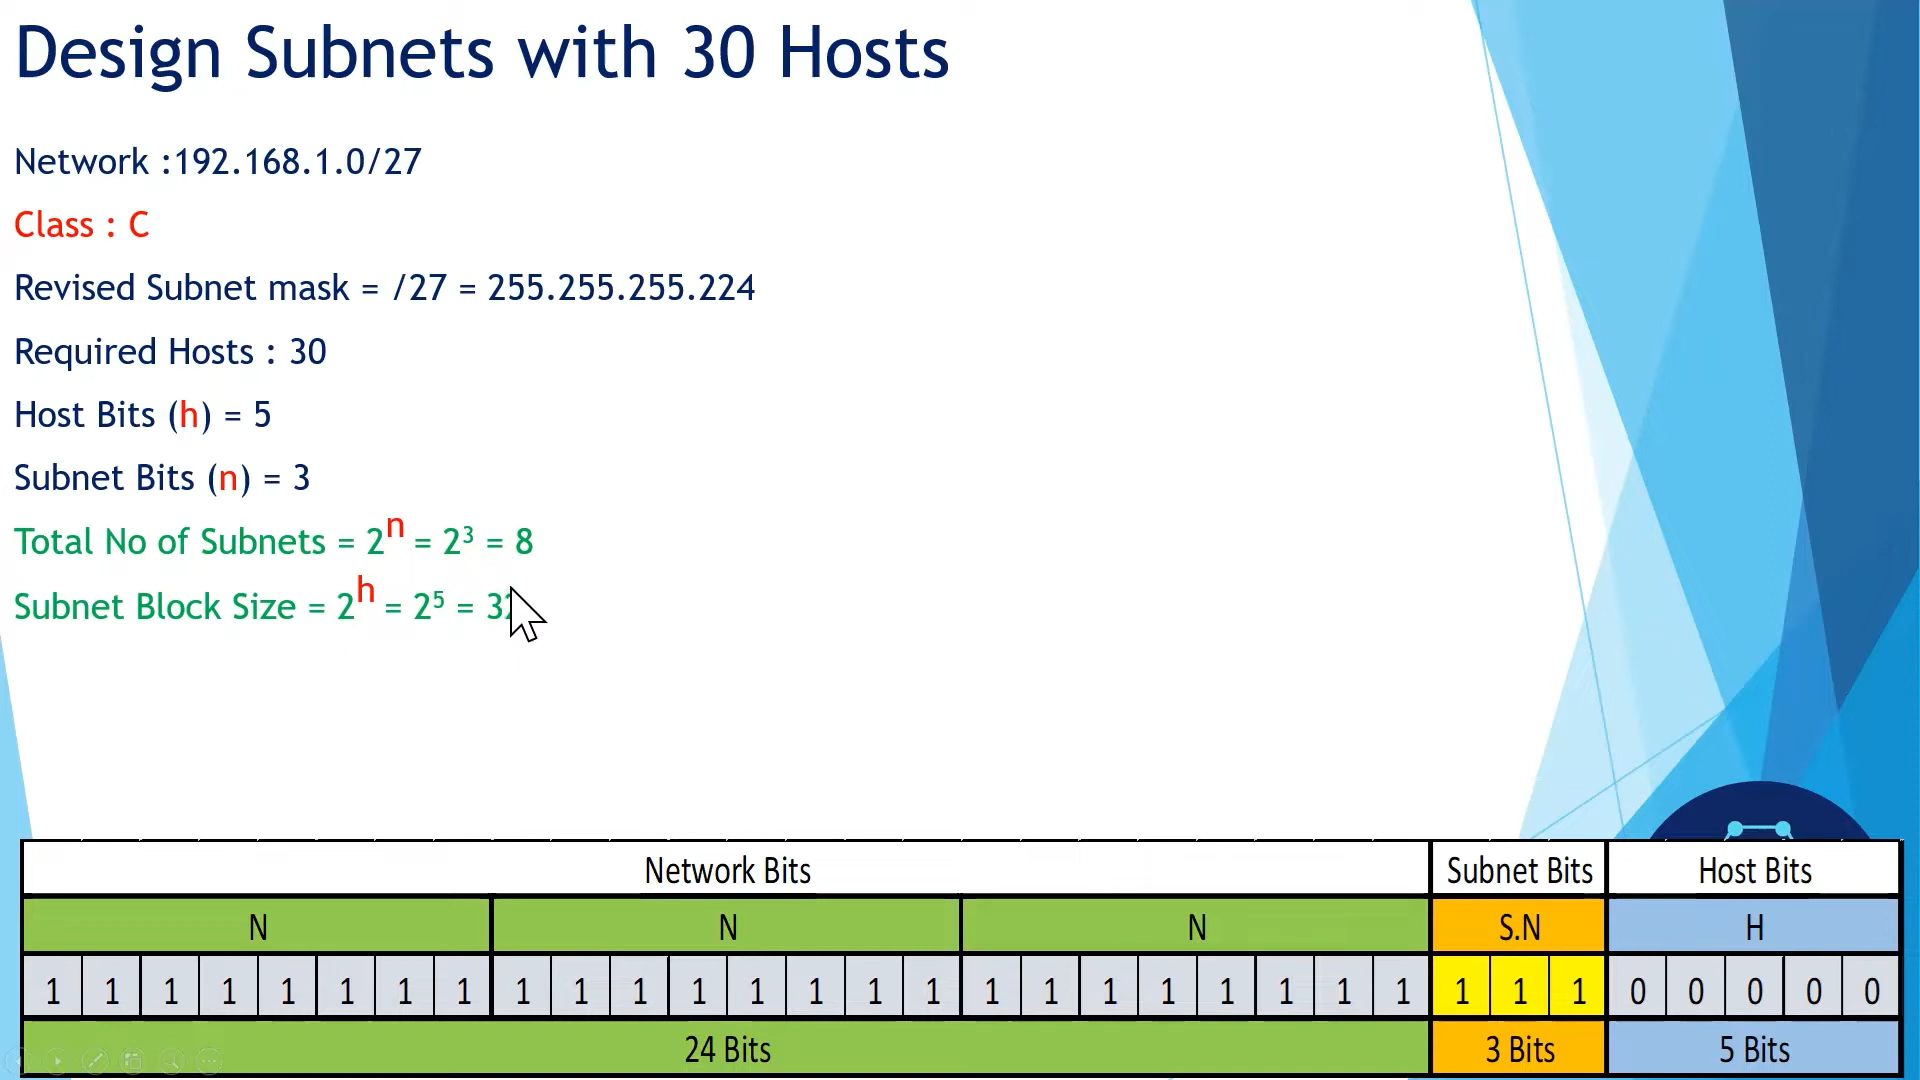 Design Subnets with 30 Hosts
Network :192.168.1.0/27
Class : C
Revised Subnet mask = /27 = 255.255.255.224
Required Hosts : 30
Host Bits (h) = 5
Subnet Bits (n) = 3
Total No of Subnets = 2^n = 2³ = 8
Subnet Block Size = 2^h = 2⁵ = 32
Network Bits Subnet Bits Host Bits
N N N S.N H
1 1 1 1 1 1 1 1 1 1 1 1 1 1 1 1 1 1 1 1 1 1 1 1 1 1 1 0 0 0 0 0
24 Bits 3 Bits 5 Bits